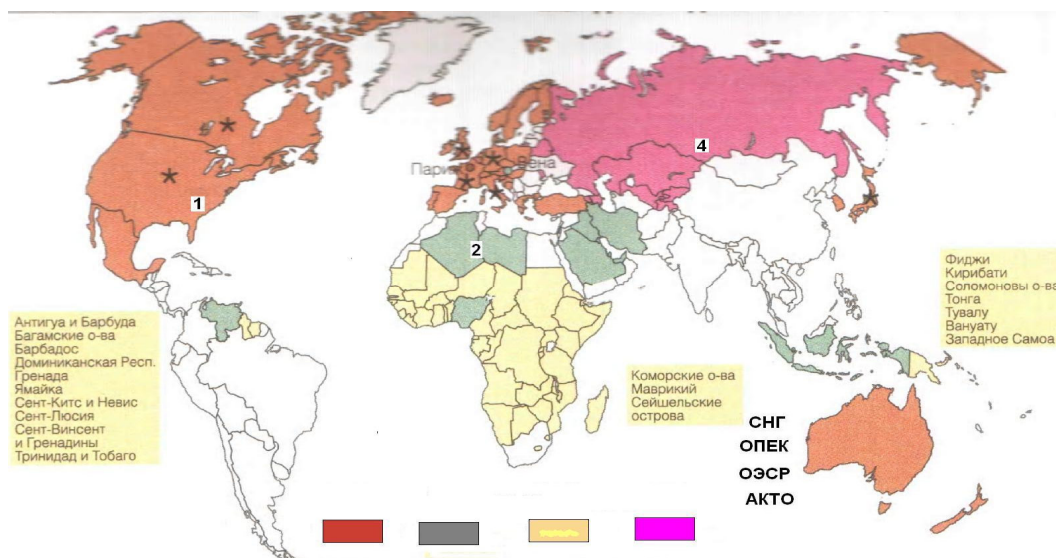 4
Париж
Вена
1
2
Фиджи
Кирибати
Соломоновы о-ва
Тонга
Тувалу
Вануату
Западное Самоа
Антигуа и Барбуда
Багамские о-ва
Барбадос
Доминиканская Респ.
Гренада
Ямайка
Сент-Китс и Невис
Сент-Люсия
Сент-Винсент
и Гренадины
Тринидад и Тобаго
Коморские о-ва
Маврикий
Сейшельские
острова
СНГ
ОПЕК
ОЭСР
АКТО